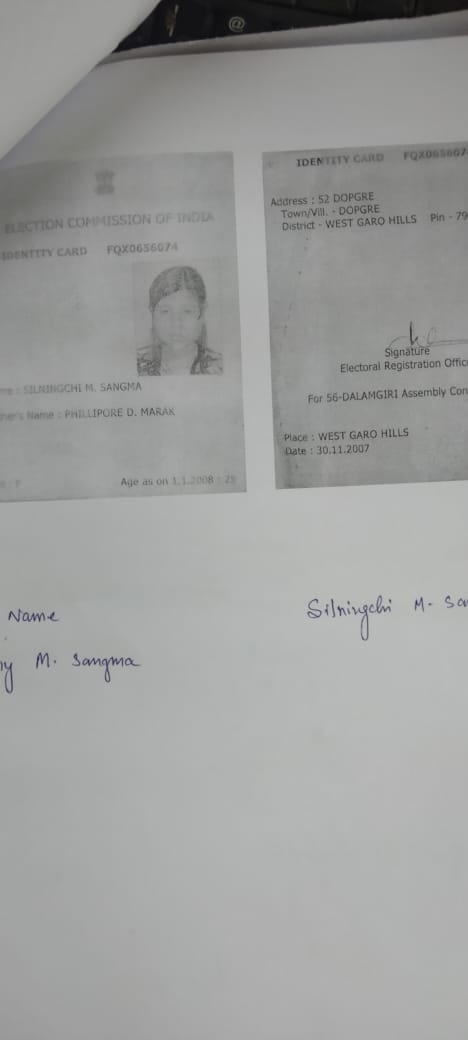 @
ELECTION COMMISSION OF INDIA
IDENTITY CARD FQX0656074
: SILNINGCHI M. SANGMA
Name : PHILLIPORE D. MARAK
Age as on 1.1.2008 : 25
IDENTITY CARD
Address : 52 DOPGRE
Town/Vill. - DOPGRE
District - WEST GARO HILLS Pin - 79
Signature
Electoral Registration Offic
For 56-DALAMGIRI Assembly Con
Place : WEST GARO HILLS
Date : 30.11.2007
Name
M. Sangma
Silningchi M. Sa